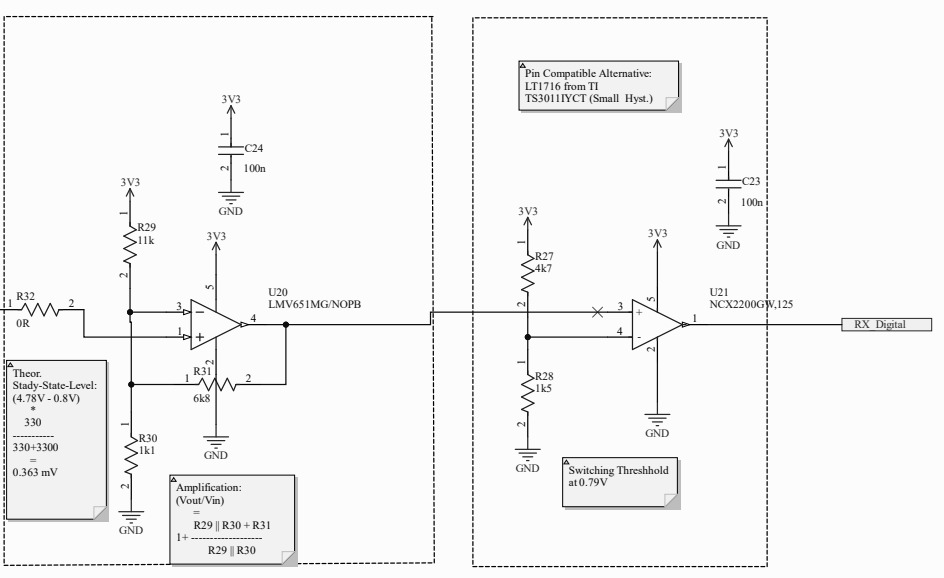 3V3
1
C24
2
100n
GND
3V3
1
R29
11k
2
3V3
5
U20
LMV651MG/NOPB
3
4
1
2
1
R32
2
0R
1
R31
2
6k8
GND
1
R30
1k1
2
GND
Theor.
Stady-State-Level:
(4.78V - 0.8V)
*
330
-----------
330+3300
=
0.363 mV
Amplification:
(Vout/Vin)
=
R29 || R30 + R31
1+ --------------------
R29 || R30
Pin Compatible Alternative:
LT1716 from TI
TS3011IYCT (Small Hyst.)
3V3
1
C23
2
100n
GND
3V3
1
R27
4k7
2
3V3
5
U21
NCX2200GW,125
3
+
4
-
1
2
RX Digital
1
R28
1k5
2
GND
GND
Switching Threshhold
at 0.79V